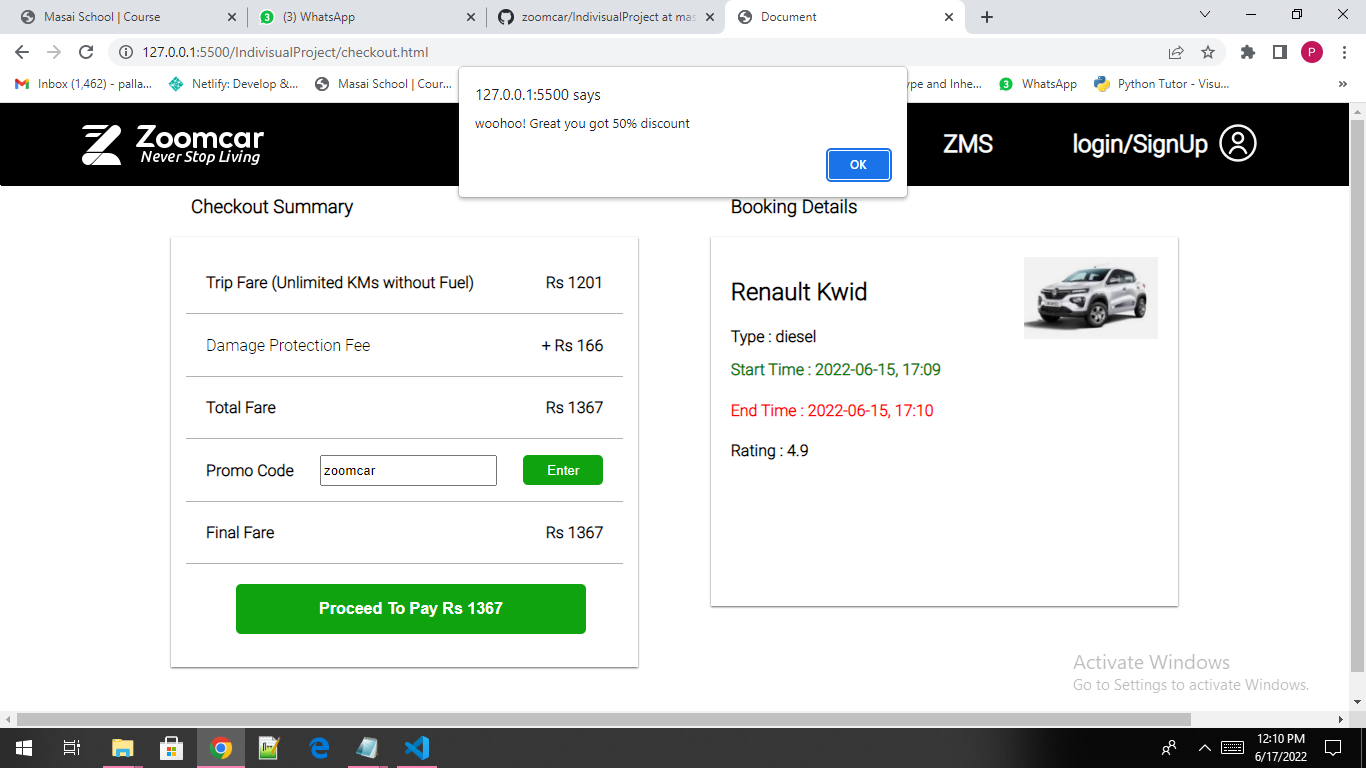 Masai School | Course
(3) WhatsApp
zoomcar/IndivisualProject at mas
Document
127.0.0.1:5500/IndivisualProject/checkout.html
P
Inbox (1,462) - palla...
Netlify: Develop &...
Masai School | Cour...
ype and Inhe...
WhatsApp
Python Tutor - Visu...
127.0.0.1:5500 says
woohoo! Great you got 50% discount
OK
Zoomcar
Never Stop Living
ZMS
login/SignUp
Checkout Summary
Trip Fare (Unlimited KMs without Fuel) Rs 1201
Damage Protection Fee + Rs 166
Total Fare Rs 1367
Promo Code zoomcar Enter
Final Fare Rs 1367
Proceed To Pay Rs 1367
Booking Details
Renault Kwid
Type : diesel
Start Time : 2022-06-15, 17:09
End Time : 2022-06-15, 17:10
Rating : 4.9
Activate Windows
Go to Settings to activate Windows.
12:10 PM
6/17/2022